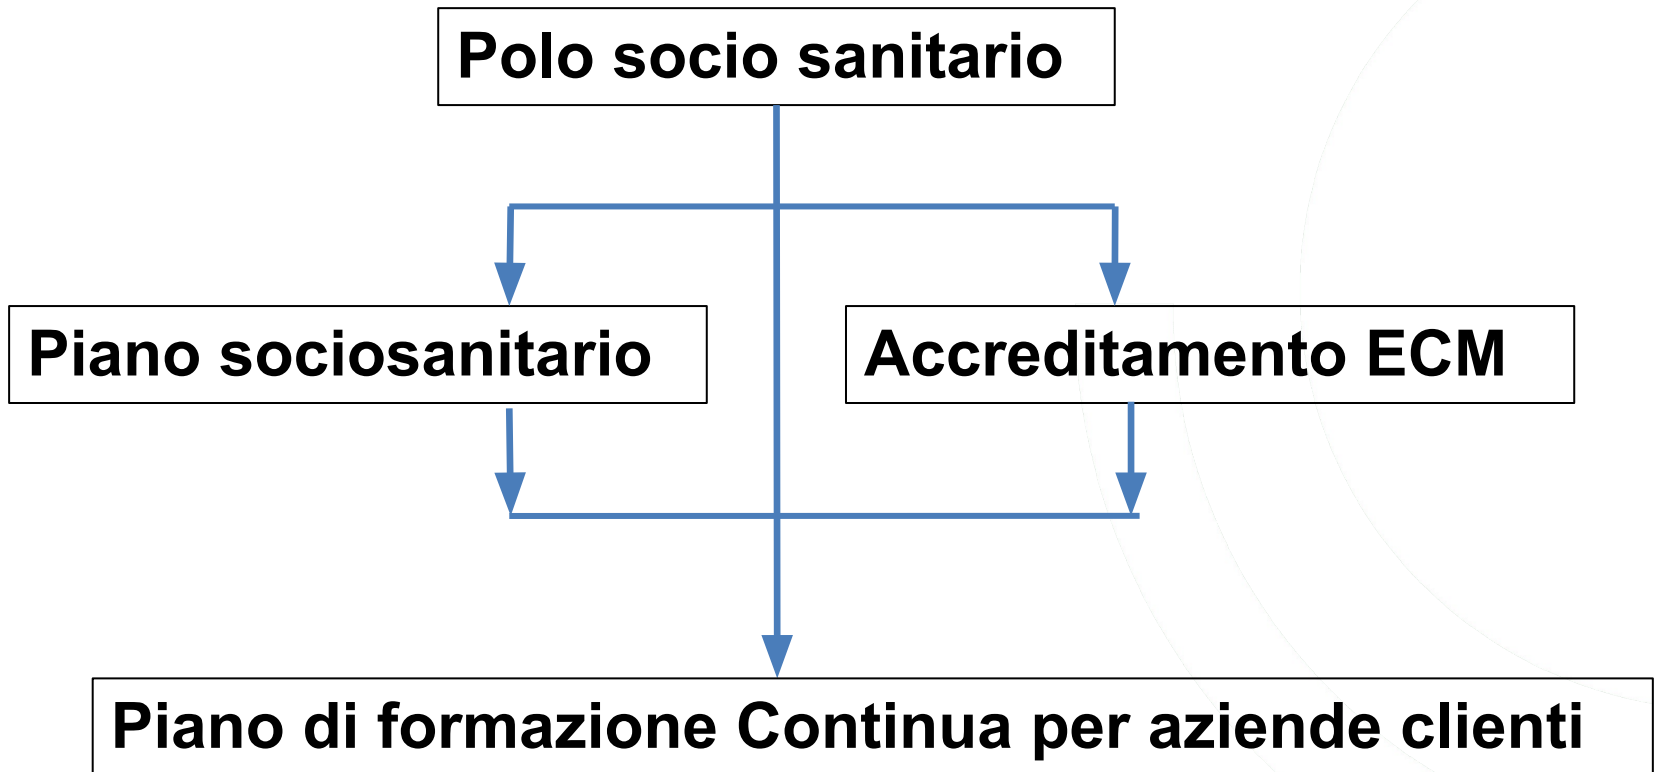 Polo socio sanitario
Piano sociosanitario
Accreditamento ECM
Piano di formazione Continua per aziende clienti